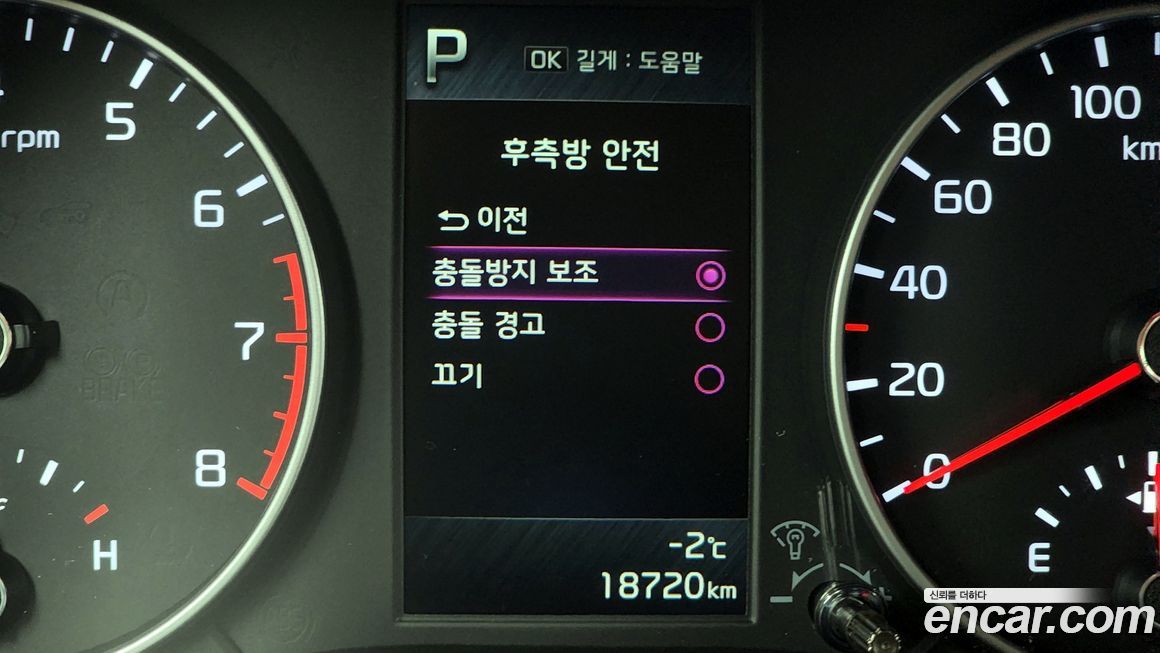 P
OK 길게 : 도움말
후측방 안전
이전
충돌방지 보조
충돌 경고
끄기
-2℃
18720km
rpm
5
6
7
8
H
BRAKE
100
80
km
60
40
20
0
E
신뢰를 더하다
encar.com